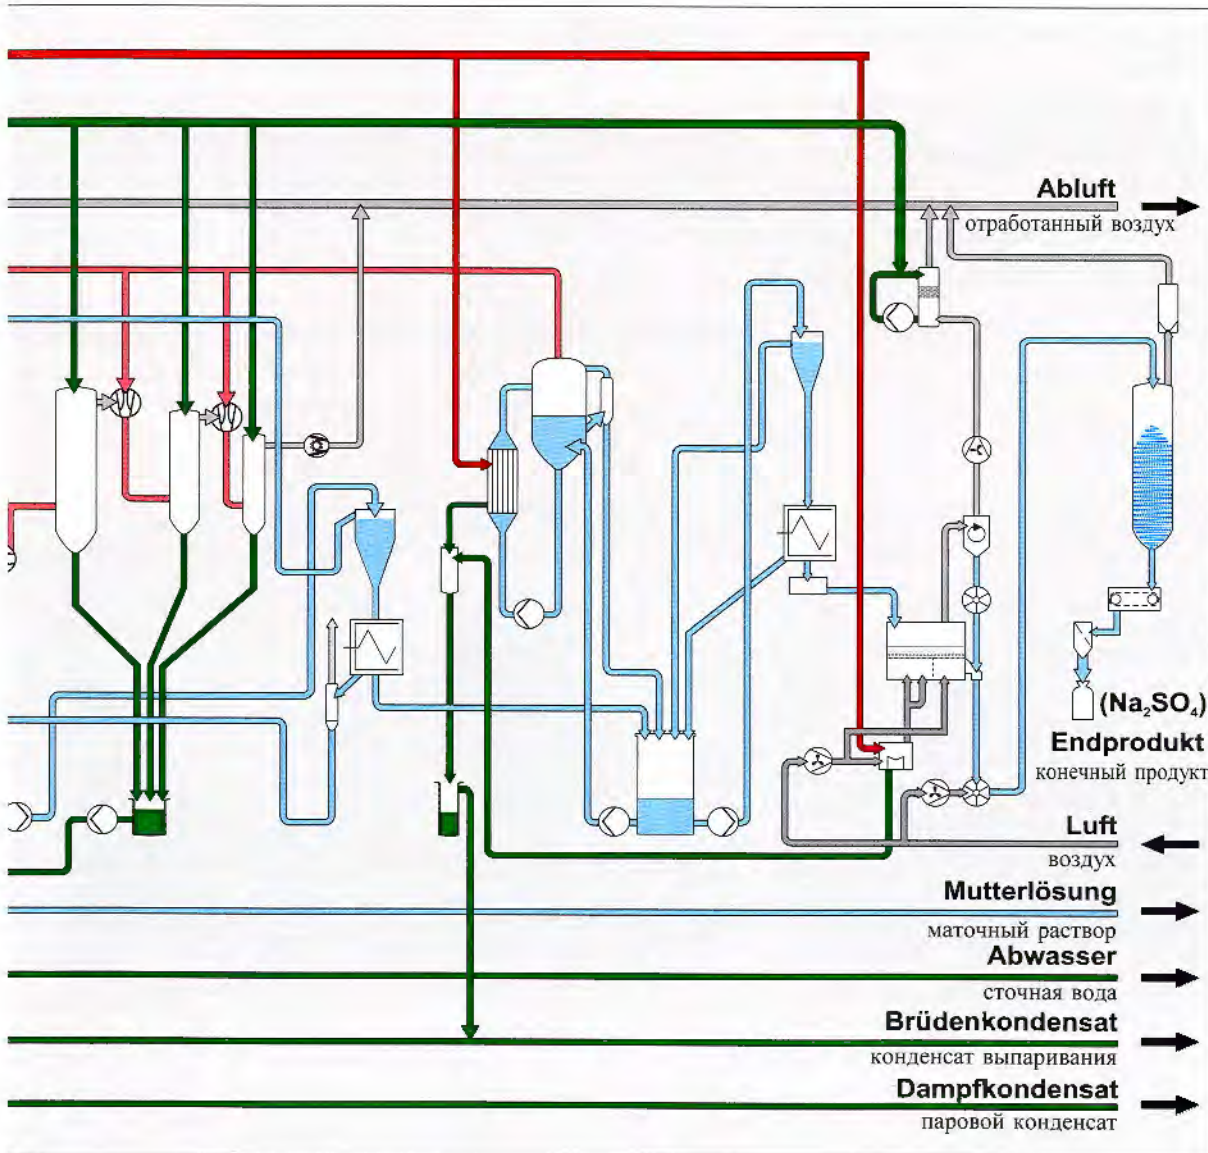 Abluft
отработанный воздух
(Na₂SO₄)
Endprodukt
конечный продукт
Luft
воздух
Mutterlösung
маточный раствор
Abwasser
сточная вода
Brüdenkondensat
конденсат выпаривания
Dampfkondensat
паровой конденсат